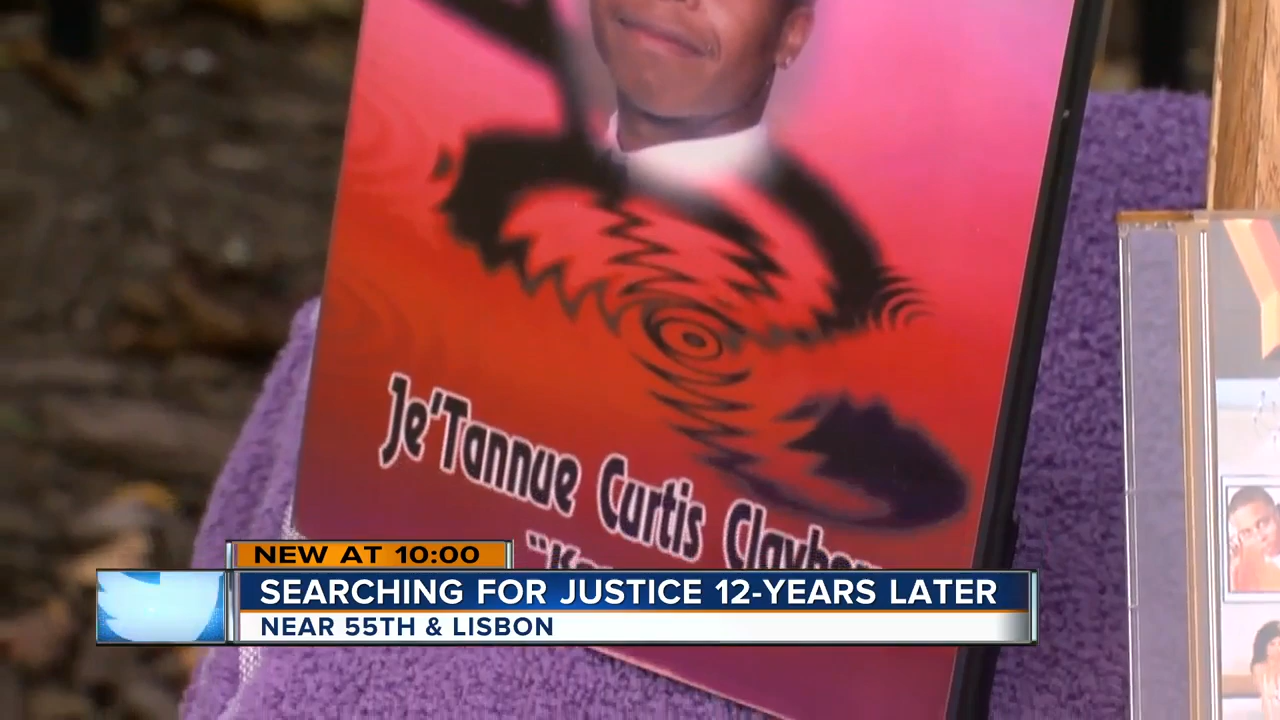 Je'Tannue Curtis
NEW AT 10:00
SEARCHING FOR JUSTICE 12-YEARS LATER
NEAR 55TH & LISBON